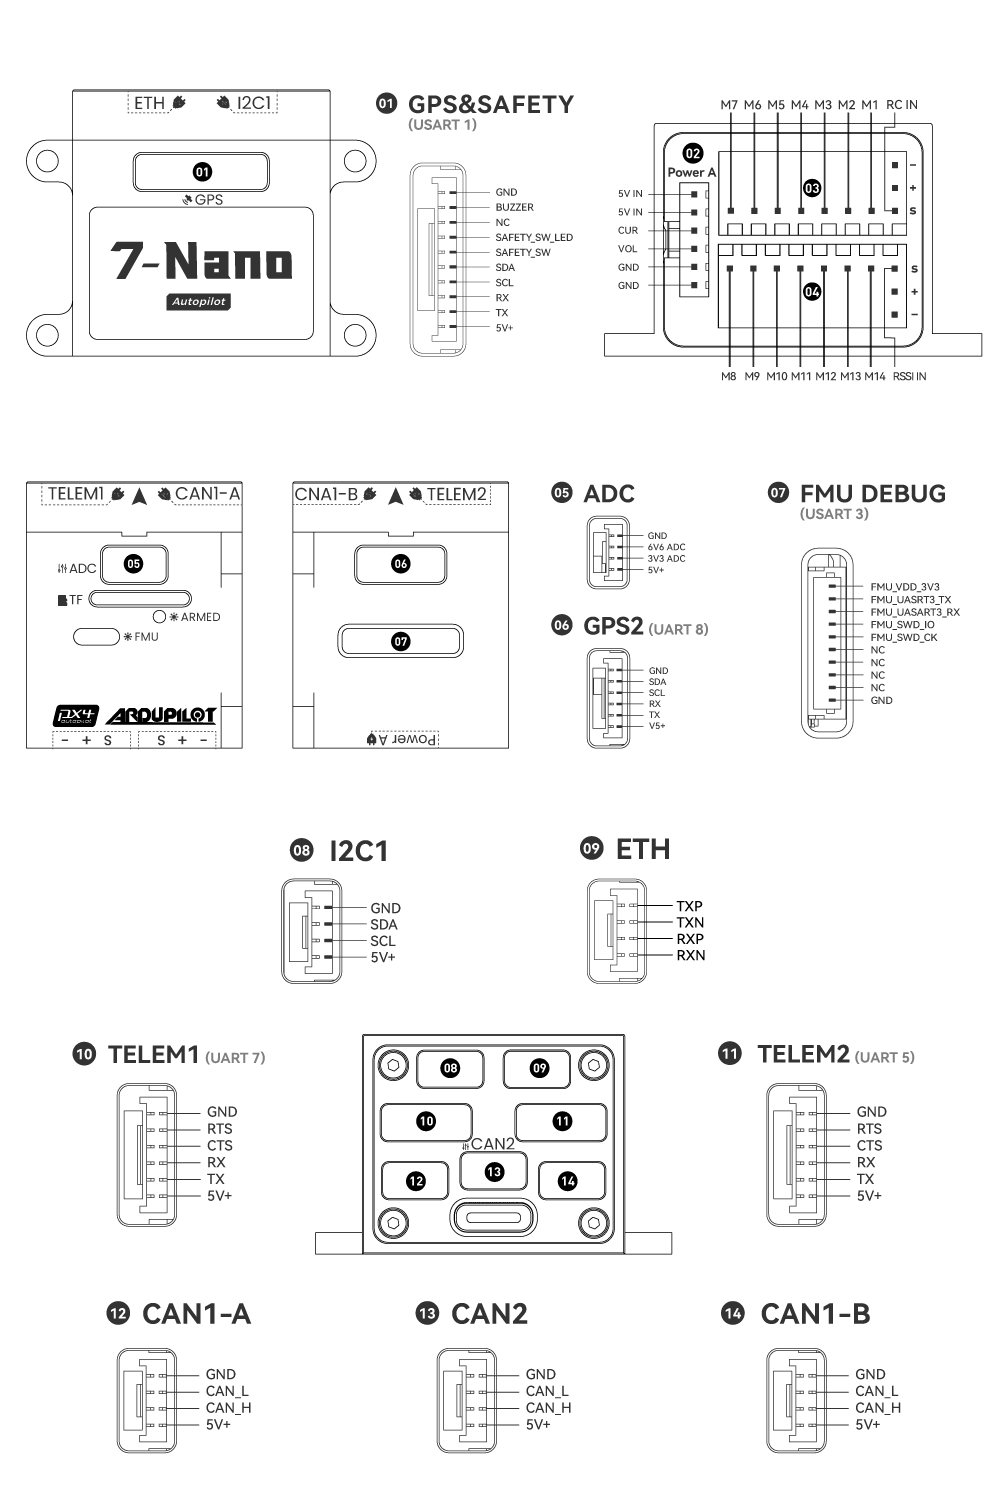 ETH I2C1
01
GPS
7-Nano
Autopilot
01 GPS&SAFETY
(USART 1)
GND
BUZZER
NC
SAFETY_SW_LED
SAFETY_SW
SDA
SCL
RX
TX
5V+
M7 M6 M5 M4 M3 M2 M1 RC IN
02
Power A
03
5V IN
5V IN
CUR
VOL
GND
GND
-
+
S
S
+
-
04
M8 M9 M10 M11 M12 M13 M14 RSSI IN
TELEM1 CAN1-A
05
ADC
TF
ARMED
FMU
px4
autopilot
ARDUPILOT
- + S S + -
CNA1-B TELEM2
06
07
Power A
05 ADC
GND
6V6 ADC
3V3 ADC
5V+
06 GPS2 (UART 8)
GND
SDA
SCL
RX
TX
V5+
07 FMU DEBUG
(USART 3)
FMU_VDD_3V3
FMU_UASRT3_TX
FMU_UASART3_RX
FMU_SWD_IO
FMU_SWD_CK
NC
NC
NC
NC
GND
08 I2C1
GND
SDA
SCL
5V+
09 ETH
TXP
TXN
RXP
RXN
10 TELEM1 (UART 7)
GND
RTS
CTS
RX
TX
5V+
08 09
10 11
CAN2
12 13 14
11 TELEM2 (UART 5)
GND
RTS
CTS
RX
TX
5V+
12 CAN1-A
GND
CAN_L
CAN_H
5V+
13 CAN2
GND
CAN_L
CAN_H
5V+
14 CAN1-B
GND
CAN_L
CAN_H
5V+